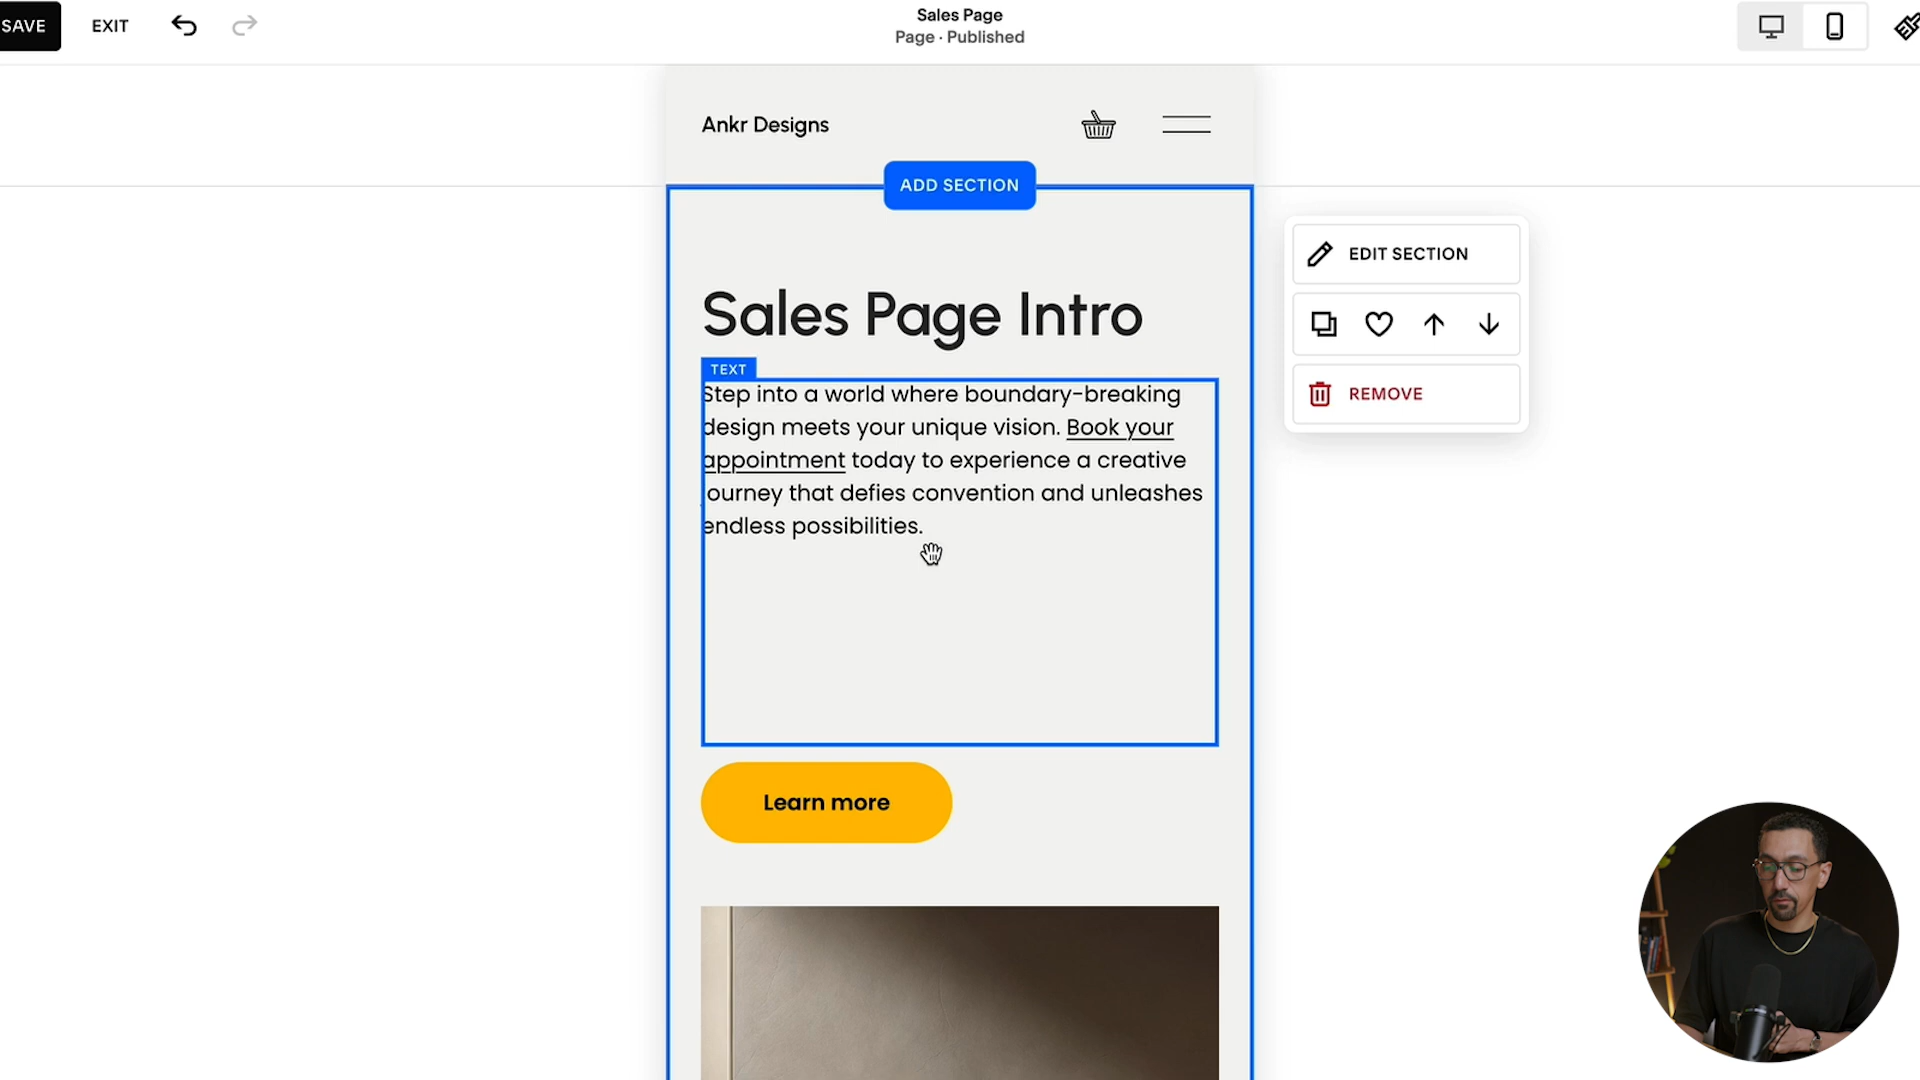 SAVE
EXIT
Sales Page
Page · Published
Ankr Designs
ADD SECTION
EDIT SECTION
REMOVE
Sales Page Intro
TEXT
Step into a world where boundary-breaking
design meets your unique vision. Book your
appointment today to experience a creative
journey that defies convention and unleashes
endless possibilities.
Learn more